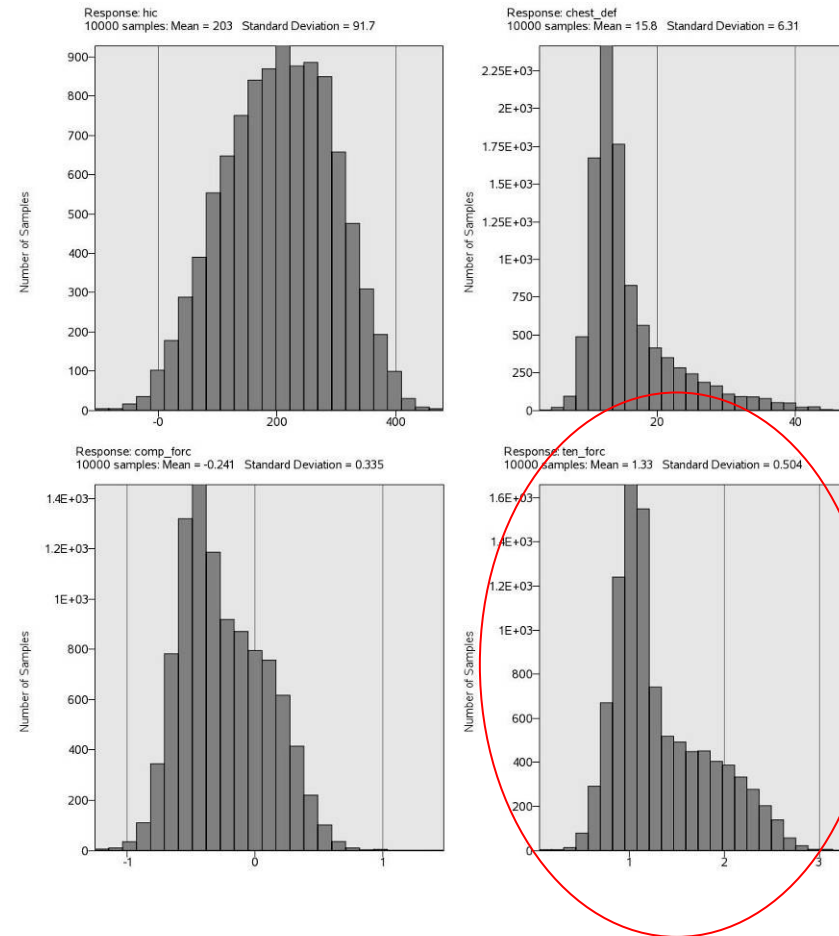 Response: hic
10000 samples: Mean = 203 Standard Deviation = 91.7
900
800
700
600
500
400
300
200
100
0
Number of Samples
-0
200
400
Response: chest_def
10000 samples: Mean = 15.8 Standard Deviation = 6.31
2.25E+03
2E+03
1.75E+03
1.5E+03
1.25E+03
1E+03
750
500
250
0
Number of Samples
20
40
Response: comp_forc
10000 samples: Mean = -0.241 Standard Deviation = 0.335
1.4E+03
1.2E+03
1E+03
800
600
400
200
0
Number of Samples
-1
0
1
Response: ten_forc
10000 samples: Mean = 1.33 Standard Deviation = 0.504
1.6E+03
1.4E+03
1.2E+03
1E+03
800
600
400
200
0
Number of Samples
1
2
3